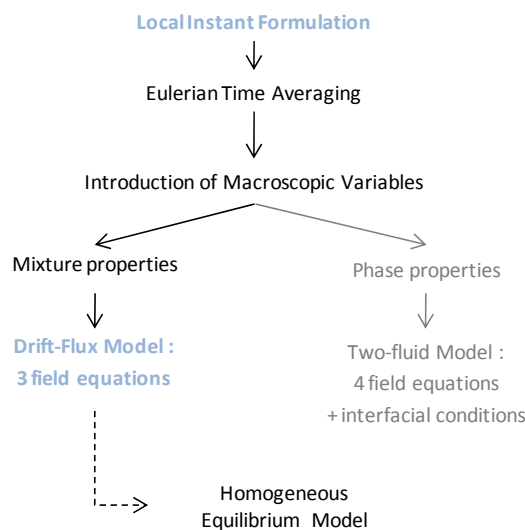 Local Instant Formulation
Eulerian Time Averaging
Introduction of Macroscopic Variables
Mixture properties
Phase properties
Drift-Flux Model :
3 field equations
Two-fluid Model :
4 field equations
+ interfacial conditions
Homogeneous
Equilibrium Model